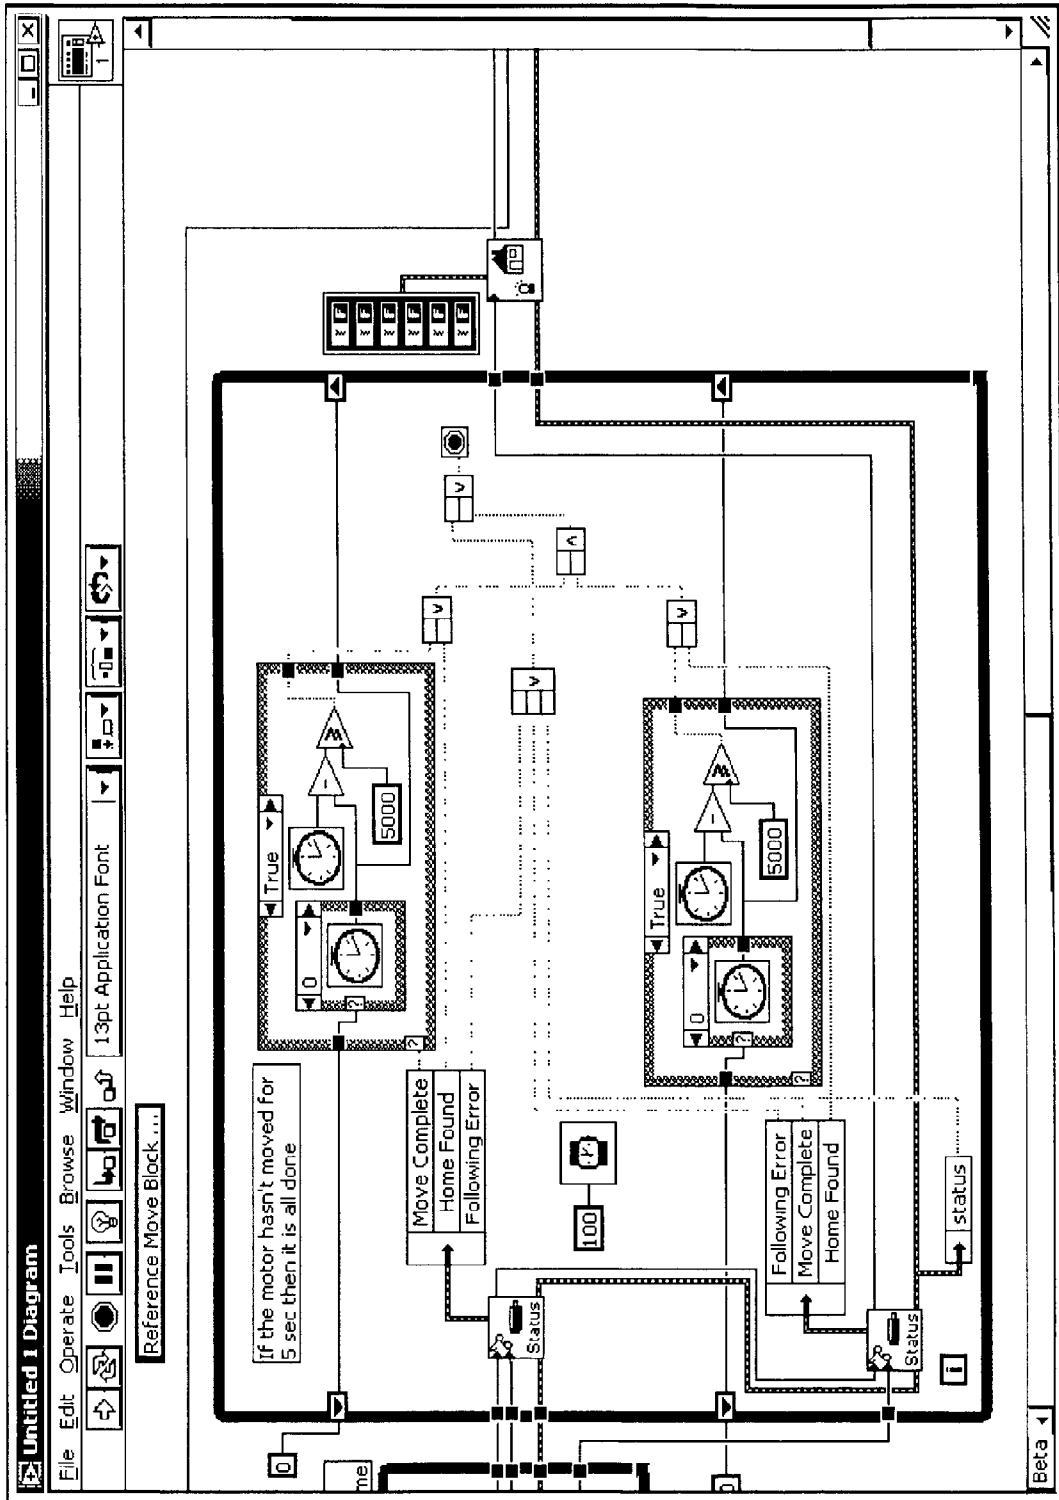 Untitled 1 Diagram
File Edit Operate Tools Browse Window Help
13pt Application Font
1
Reference Move Block ...
If the motor hasn't moved for
5 sec then it is all done
True
0
5000
0
Move Complete
Home Found
Following Error
Status
100
True
0
5000
Following Error
Move Complete
Home Found
Status
status
i
me
Beta